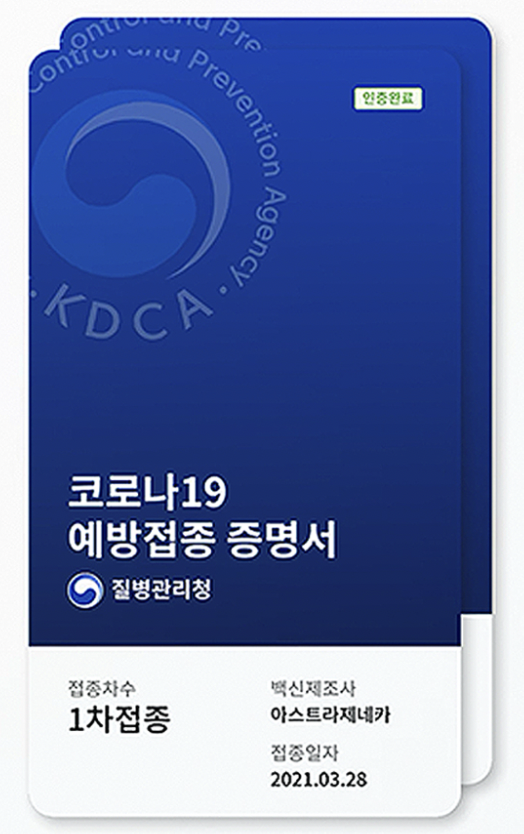 Control and Pre
Control and Prevention Agency
· KDCA ·
인증완료
코로나19
예방접종 증명서
질병관리청
접종차수
1차접종
백신제조사
아스트라제네카
접종일자
2021.03.28